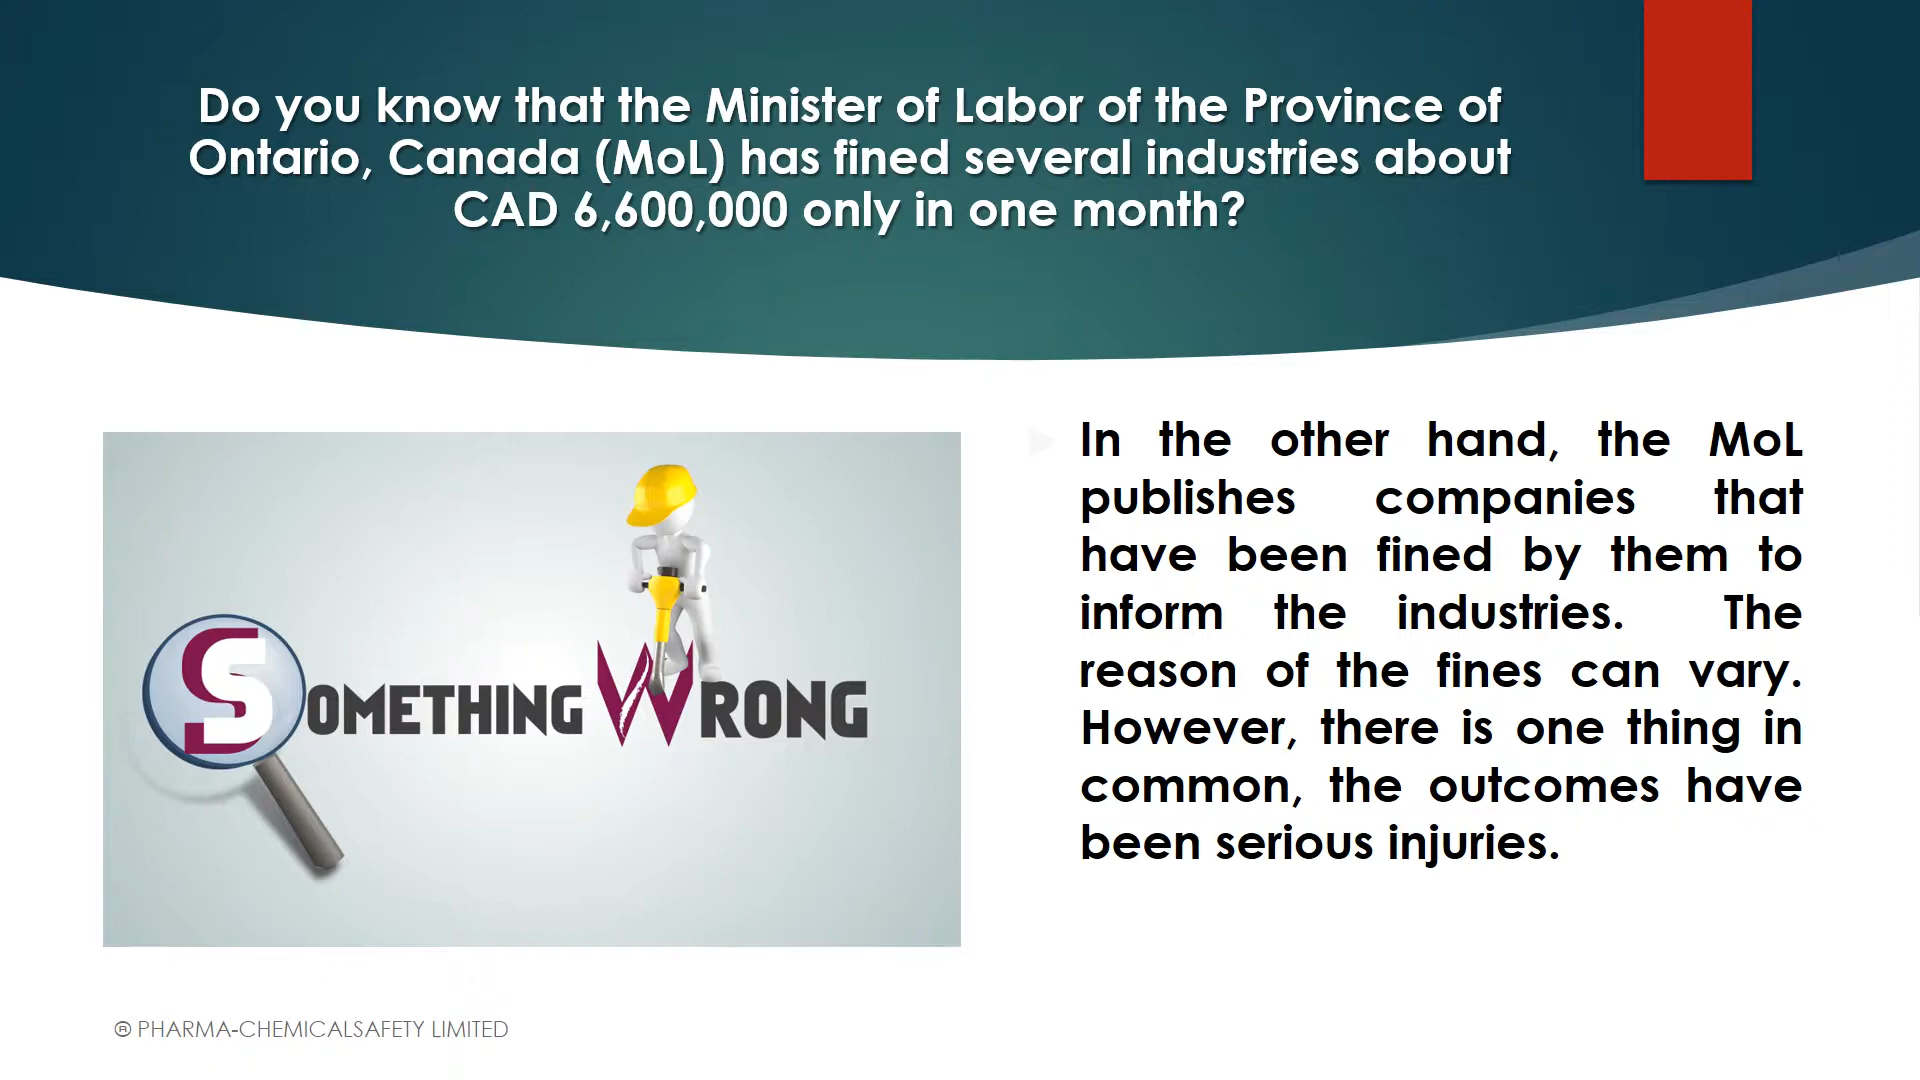 Do you know that the Minister of Labor of the Province of
Ontario, Canada (MoL) has fined several industries about
CAD 6,600,000 only in one month?
SOMETHING WRONG
In the other hand, the MoL
publishes companies that
have been fined by them to
inform the industries. The
reason of the fines can vary.
However, there is one thing in
common, the outcomes have
been serious injuries.
® PHARMA-CHEMICALSAFETY LIMITED